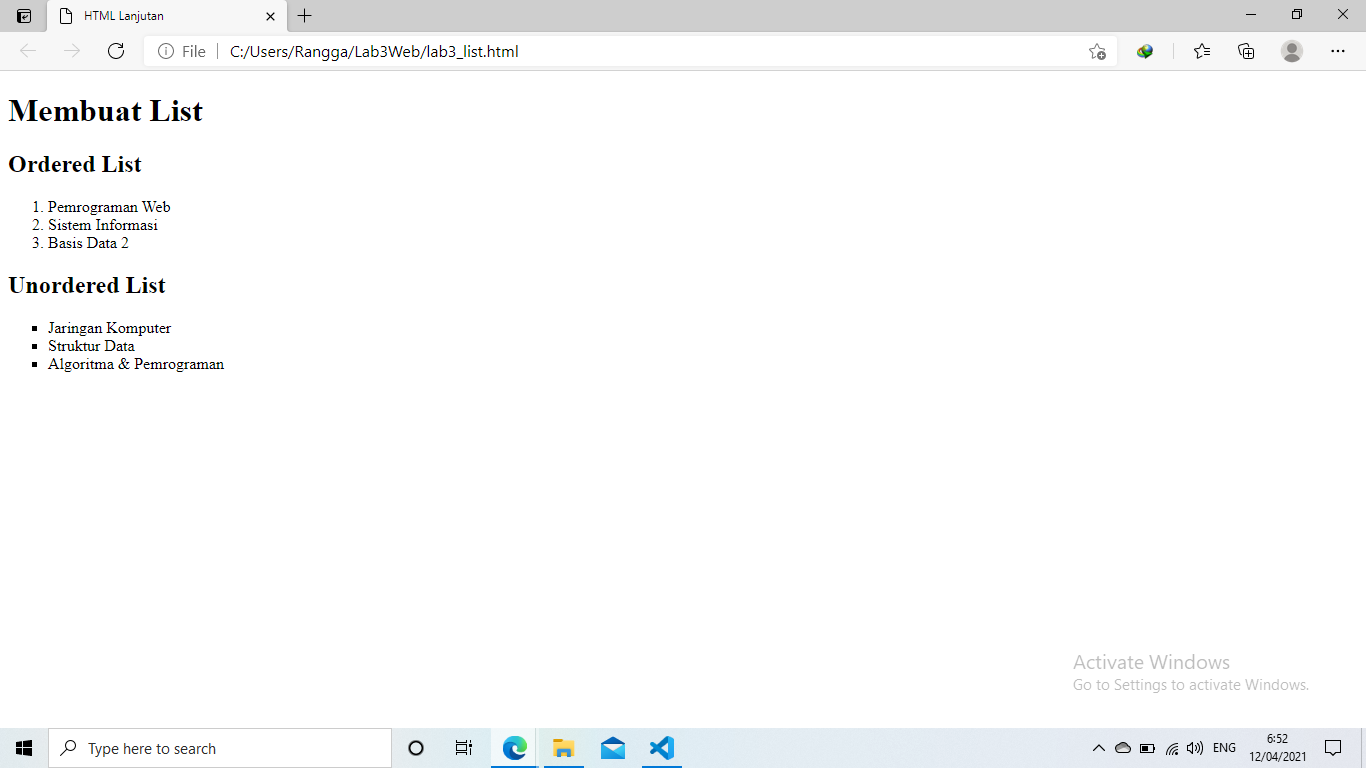 HTML Lanjutan
File
C:/Users/Rangga/Lab3Web/lab3_list.html
Membuat List
Ordered List
1. Pemrograman Web
2. Sistem Informasi
3. Basis Data 2
Unordered List
▪ Jaringan Komputer
▪ Struktur Data
▪ Algoritma & Pemrograman
Activate Windows
Go to Settings to activate Windows.
Type here to search
ENG
6:52
12/04/2021